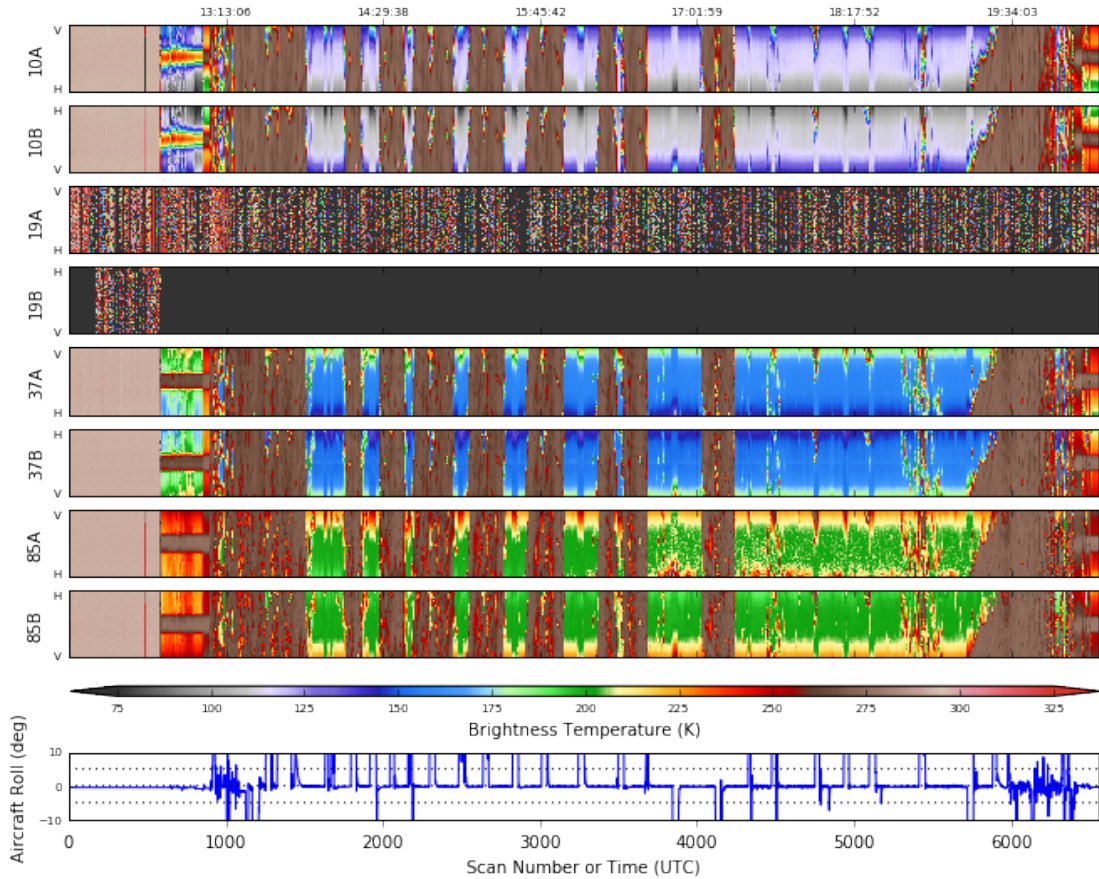 13:13:06 14:29:38 15:45:42 17:01:59 18:17:52 19:34:03
V
10A
H
H
10B
V
V
19A
H
H
19B
V
V
37A
H
H
37B
V
V
85A
H
H
85B
V
75 100 125 150 175 200 225 250 275 300 325
Brightness Temperature (K)
Aircraft Roll (deg)
10
0
−10
0 1000 2000 3000 4000 5000 6000
Scan Number or Time (UTC)